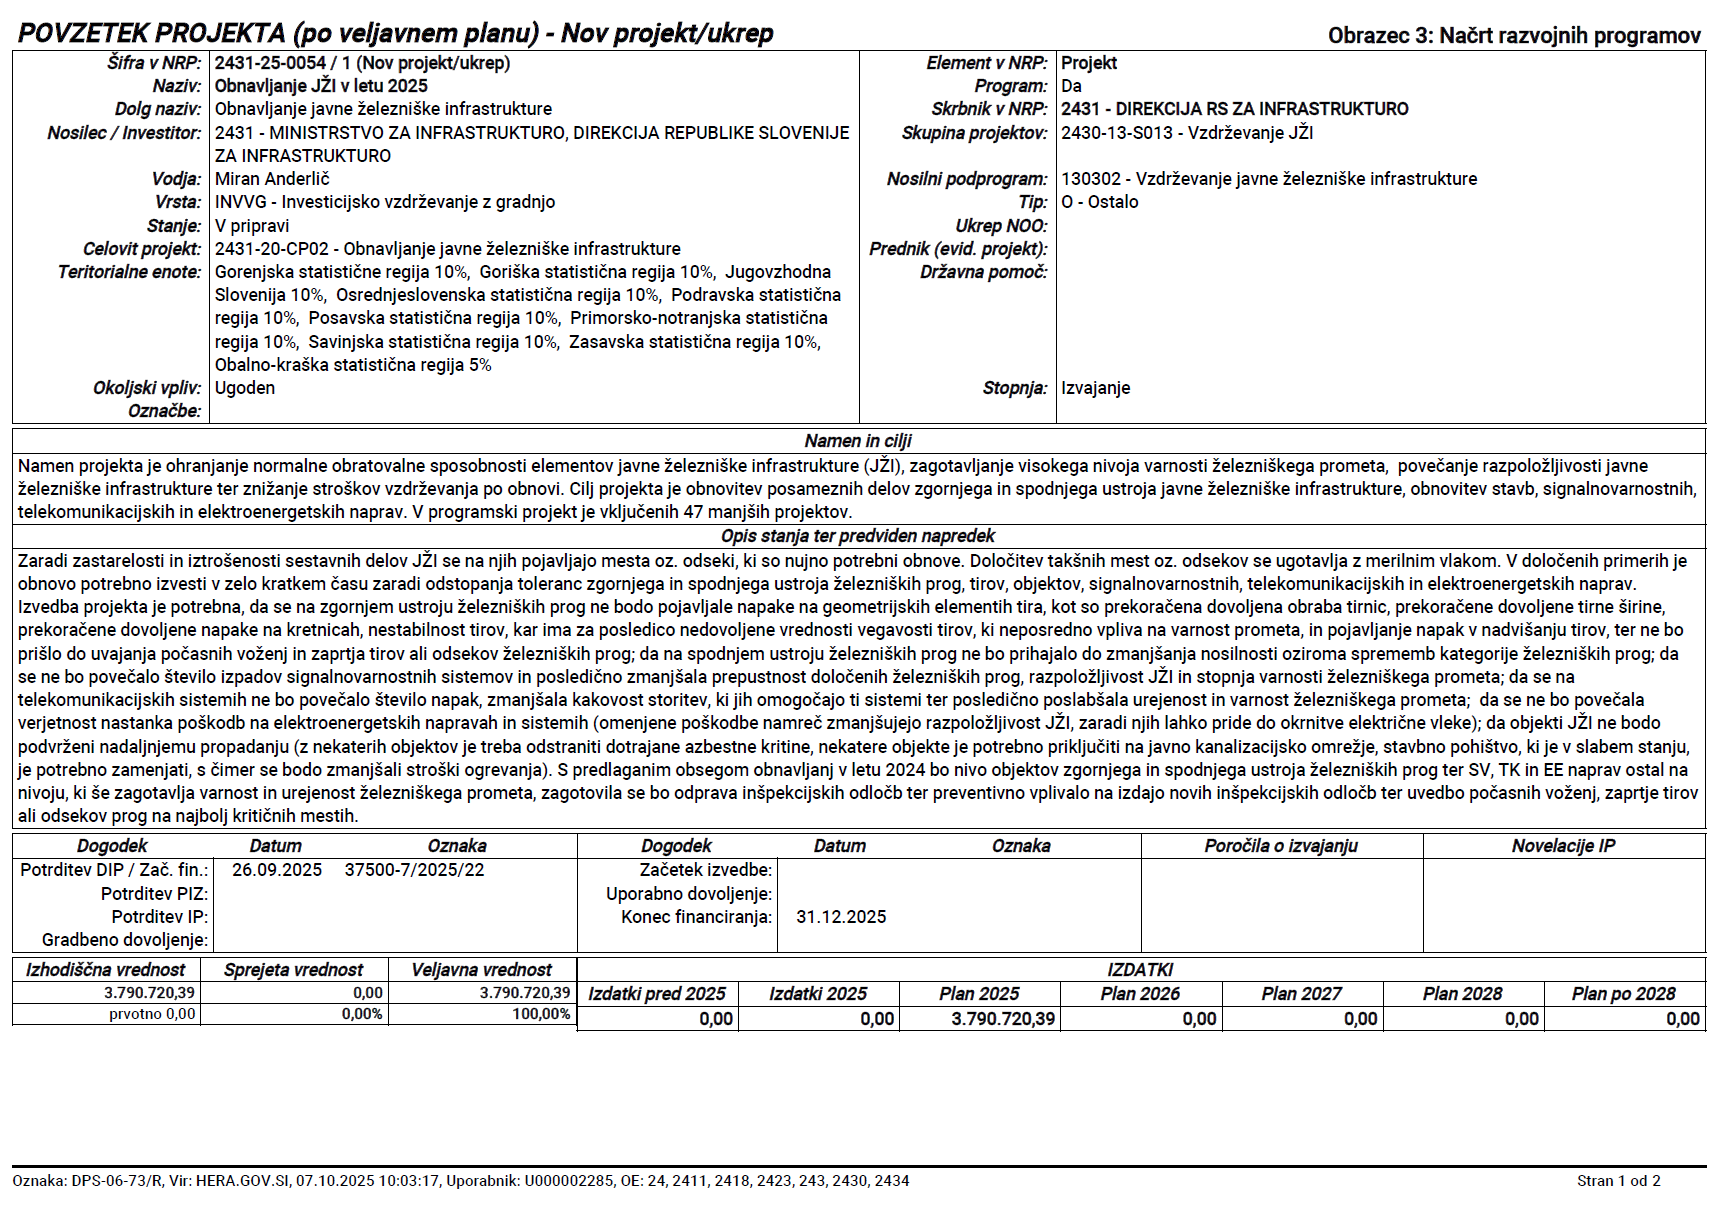 POVZETEK PROJEKTA (po veljavnem planu) - Nov projekt/ukrep
Obrazec 3: Načrt razvojnih programov
Šifra v NRP: 2431-25-0054 / 1 (Nov projekt/ukrep)
Naziv: Obnavljanje JŽI v letu 2025
Dolg naziv: Obnavljanje javne železniške infrastrukture
Nosilec / Investitor: 2431 - MINISTRSTVO ZA INFRASTRUKTURO, DIREKCIJA REPUBLIKE SLOVENIJE
ZA INFRASTRUKTURO
Vodja: Miran Anderlič
Vrsta: INVVG - Investicijsko vzdrževanje z gradnjo
Stanje: V pripravi
Celovit projekt: 2431-20-CP02 - Obnavljanje javne železniške infrastrukture
Teritorialne enote: Gorenjska statistične regija 10%, Goriška statistična regija 10%, Jugovzhodna
Slovenija 10%, Osrednjeslovenska statistična regija 10%, Podravska statistična
regija 10%, Posavska statistična regija 10%, Primorsko-notranjska statistična
regija 10%, Savinjska statistična regija 10%, Zasavska statistična regija 10%,
Obalno-kraška statistična regija 5%
Okoljski vpliv: Ugoden
Označbe:
Element v NRP: Projekt
Program: Da
Skrbnik v NRP: 2431 - DIREKCIJA RS ZA INFRASTRUKTURO
Skupina projektov: 2430-13-S013 - Vzdrževanje JŽI
Nosilni podprogram: 130302 - Vzdrževanje javne železniške infrastrukture
Tip: O - Ostalo
Ukrep NOO:
Prednik (evid. projekt):
Državna pomoč:
Stopnja: Izvajanje
Namen in cilji
Namen projekta je ohranjanje normalne obratovalne sposobnosti elementov javne železniške infrastrukture (JŽI), zagotavljanje visokega nivoja varnosti železniškega prometa, povečanje razpoložljivosti javne
železniške infrastrukture ter znižanje stroškov vzdrževanja po obnovi. Cilj projekta je obnovitev posameznih delov zgornjega in spodnjega ustroja javne železniške infrastrukture, obnovitev stavb, signalnovarnostnih,
telekomunikacijskih in elektroenergetskih naprav. V programski projekt je vključenih 47 manjših projektov.
Opis stanja ter predviden napredek
Zaradi zastarelosti in iztrošenosti sestavnih delov JŽI se na njih pojavljajo mesta oz. odseki, ki so nujno potrebni obnove. Določitev takšnih mest oz. odsekov se ugotavlja z merilnim vlakom. V določenih primerih je
obnovo potrebno izvesti v zelo kratkem času zaradi odstopanja toleranc zgornjega in spodnjega ustroja železniških prog, tirov, objektov, signalnovarnostnih, telekomunikacijskih in elektroenergetskih naprav.
Izvedba projekta je potrebna, da se na zgornjem ustroju železniških prog ne bodo pojavljale napake na geometrijskih elementih tira, kot so prekoračena dovoljena obraba tirnic, prekoračene dovoljene tirne širine,
prekoračene dovoljene napake na kretnicah, nestabilnost tirov, kar ima za posledico nedovoljene vrednosti vegavosti tirov, ki neposredno vpliva na varnost prometa, in pojavljanje napak v nadvišanju tirov, ter ne bo
prišlo do uvajanja počasnih voženj in zaprtja tirov ali odsekov železniških prog; da na spodnjem ustroju železniških prog ne bo prihajalo do zmanjšanja nosilnosti oziroma sprememb kategorije železniških prog; da
se ne bo povečalo število izpadov signalnovarnostnih sistemov in posledično zmanjšala prepustnost določenih železniških prog, razpoložljivost JŽI in stopnja varnosti železniškega prometa; da se na
telekomunikacijskih sistemih ne bo povečalo število napak, zmanjšala kakovost storitev, ki jih omogočajo ti sistemi ter posledično poslabšala urejenost in varnost železniškega prometa; da se ne bo povečala
verjetnost nastanka poškodb na elektroenergetskih napravah in sistemih (omenjene poškodbe namreč zmanjšujejo razpoložljivost JŽI, zaradi njih lahko pride do okrnitve električne vleke); da objekti JŽI ne bodo
podvrženi nadaljnjemu propadanju (z nekaterih objektov je treba odstraniti dotrajane azbestne kritine, nekatere objekte je potrebno priključiti na javno kanalizacijsko omrežje, stavbno pohištvo, ki je v slabem stanju,
je potrebno zamenjati, s čimer se bodo zmanjšali stroški ogrevanja). S predlaganim obsegom obnavljanj v letu 2024 bo nivo objektov zgornjega in spodnjega ustroja železniških prog ter SV, TK in EE naprav ostal na
nivoju, ki še zagotavlja varnost in urejenost železniškega prometa, zagotovila se bo odprava inšpekcijskih odločb ter preventivno vplivalo na izdajo novih inšpekcijskih odločb ter uvedbo počasnih voženj, zaprtje tirov
ali odsekov prog na najbolj kritičnih mestih.
Dogodek Datum Oznaka Dogodek Datum Oznaka Poročila o izvajanju Novelacije IP
Potrditev DIP / Zač. fin.: 26.09.2025 37500-7/2025/22 Začetek izvedbe:
Potrditev PIZ: Uporabno dovoljenje:
Potrditev IP: Konec financiranja: 31.12.2025
Gradbeno dovoljenje:
Izhodiščna vrednost Sprejeta vrednost Veljavna vrednost
3.790.720,39 0,00 3.790.720,39
prvotno 0,00 0,00% 100,00%
IZDATKI
Izdatki pred 2025 Izdatki 2025 Plan 2025 Plan 2026 Plan 2027 Plan 2028 Plan po 2028
0,00 0,00 3.790.720,39 0,00 0,00 0,00 0,00
Oznaka: DPS-06-73/R, Vir: HERA.GOV.SI, 07.10.2025 10:03:17, Uporabnik: U000002285, OE: 24, 2411, 2418, 2423, 243, 2430, 2434
Stran 1 od 2